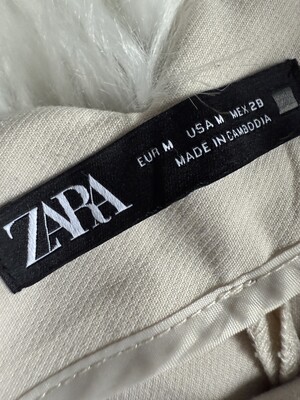 ZARA
EUR M USA M MEX 28
MADE IN CAMBODIA